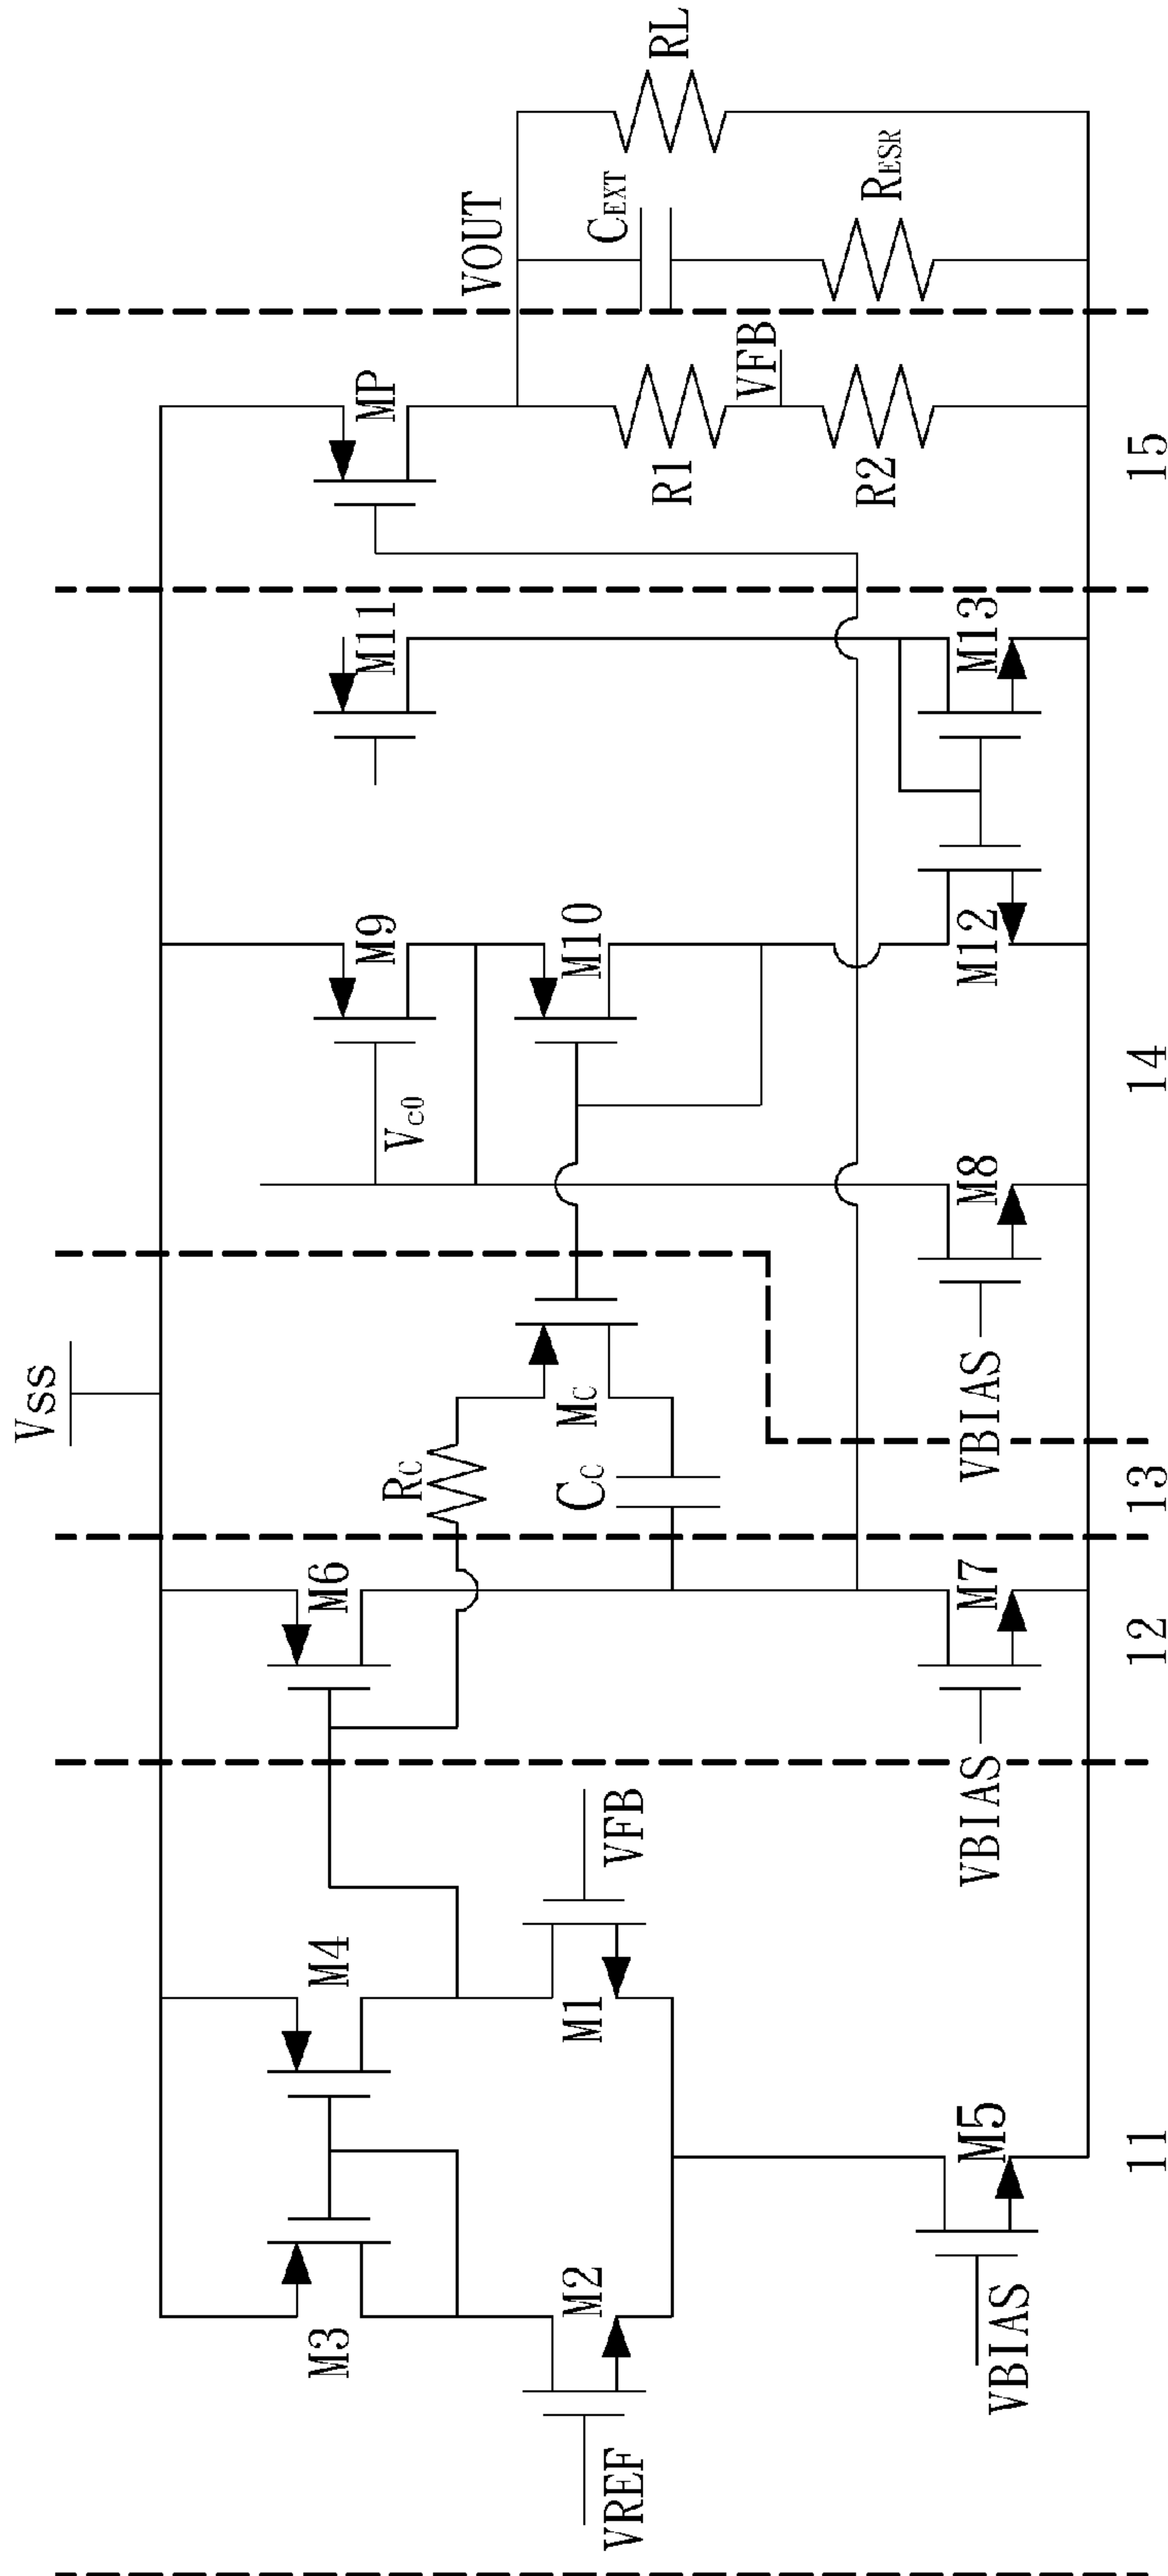 Vss
M3
M4
M6
RC
MC
CC
Vc0
M9
M10
M11
MP
VOUT
CEXT
RL
RESR
R1
VFB
R2
VREF
M2
M1
VFB
VBIAS
M5
VBIAS
M7
VBIAS
M8
M12
M13
11
12
13
14
15